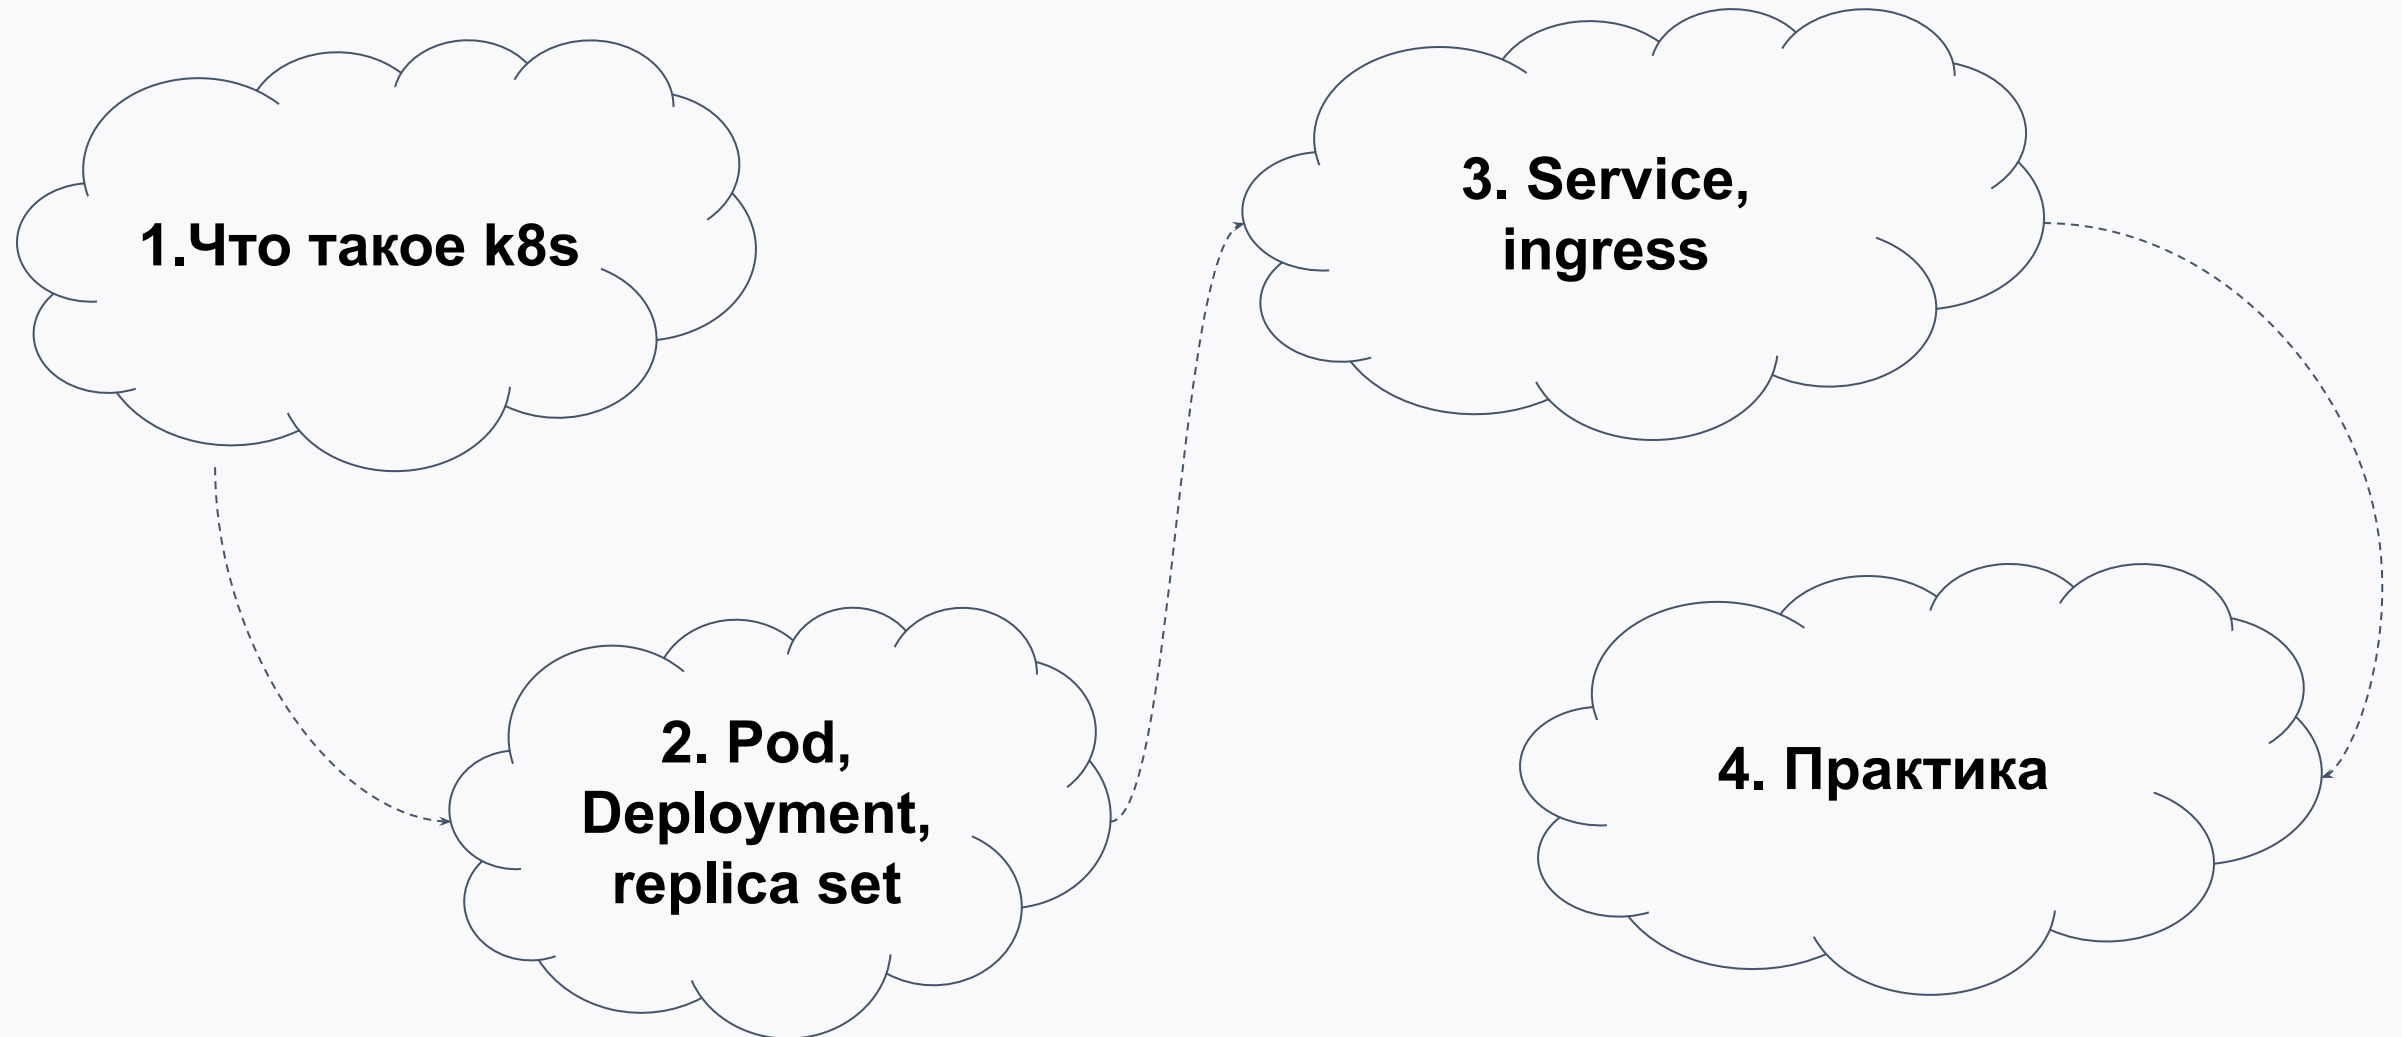 1.Что такое k8s
2. Pod,
Deployment,
replica set
3. Service,
ingress
4. Практика